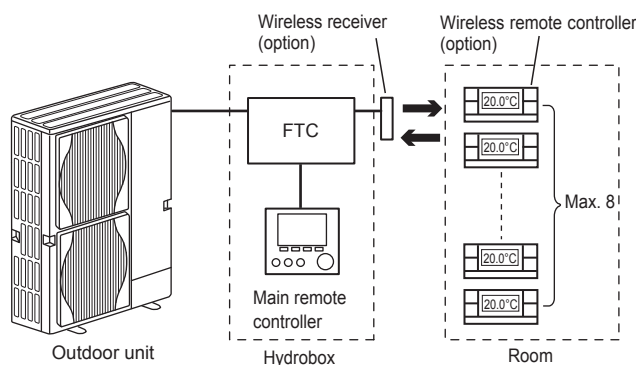 Wireless receiver
(option)
Wireless remote controller
(option)
FTC
20.0°C
20.0°C
Max. 8
20.0°C
20.0°C
Main remote
controller
Outdoor unit
Hydrobox
Room